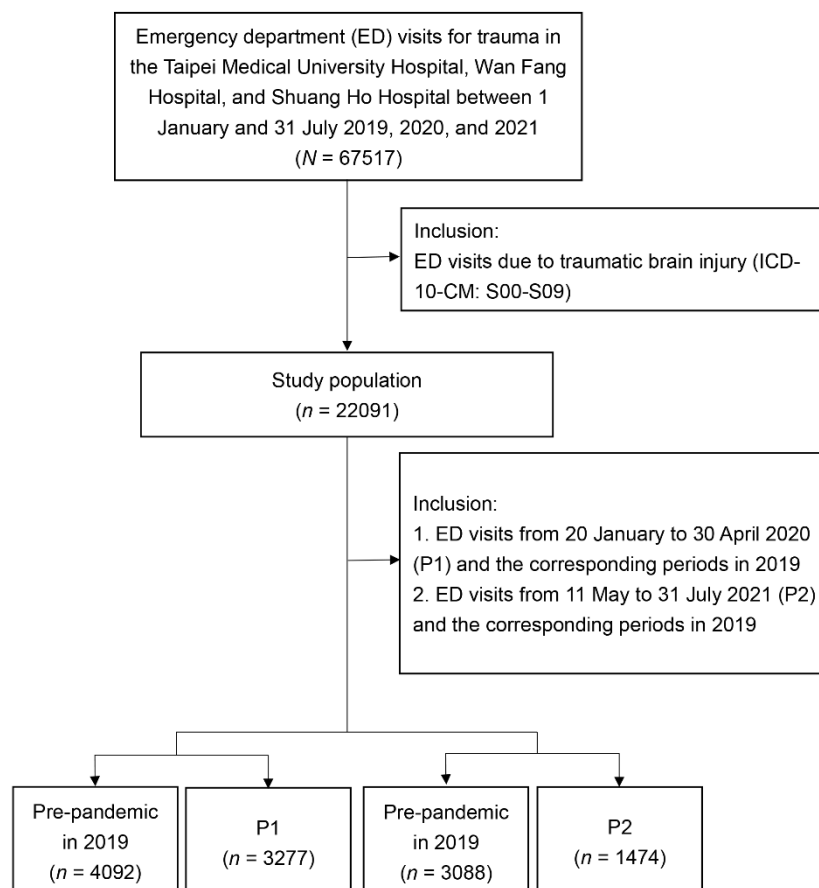 Emergency department (ED) visits for trauma in
the Taipei Medical University Hospital, Wan Fang
Hospital, and Shuang Ho Hospital between 1
January and 31 July 2019, 2020, and 2021
(N = 67517)
Inclusion:
ED visits due to traumatic brain injury (ICD-
10-CM: S00-S09)
Study population
(n = 22091)
Inclusion:
1. ED visits from 20 January to 30 April 2020
(P1) and the corresponding periods in 2019
2. ED visits from 11 May to 31 July 2021 (P2)
and the corresponding periods in 2019
Pre-pandemic
in 2019
(n = 4092)
P1
(n = 3277)
Pre-pandemic
in 2019
(n = 3088)
P2
(n = 1474)